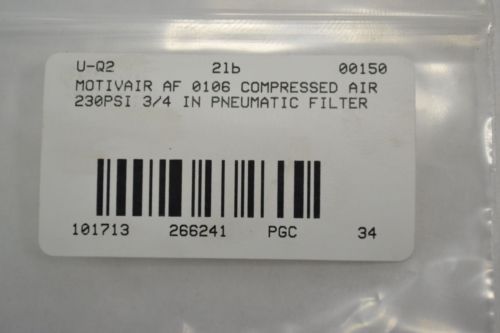 U-Q2 21b 00150
MOTIVAIR AF 0106 COMPRESSED AIR
230PSI 3/4 IN PNEUMATIC FILTER
101713 266241 PGC 34